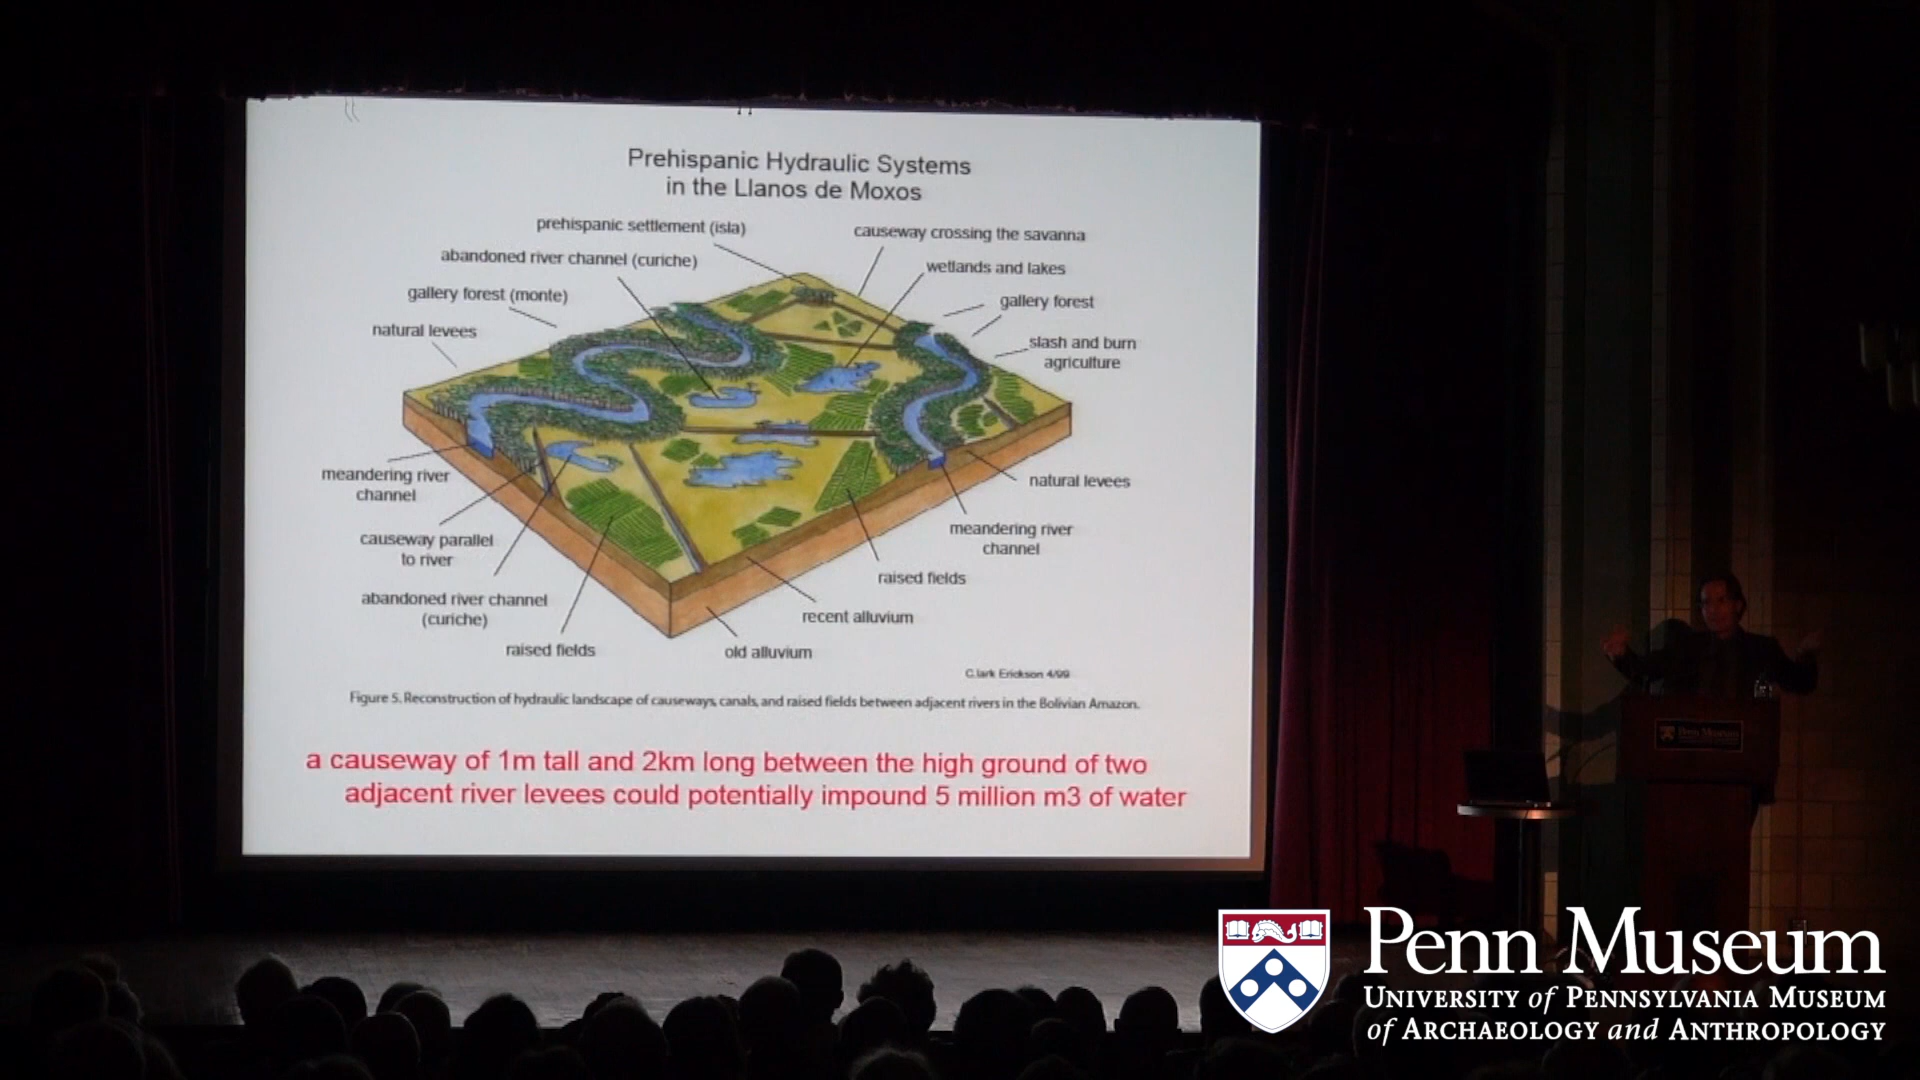 Prehispanic Hydraulic Systems
in the Llanos de Moxos
prehispanic settlement (isla)
causeway crossing the savanna
abandoned river channel (curiche)
wetlands and lakes
gallery forest (monte)
gallery forest
natural levees
slash and burn
agriculture
meandering river
channel
natural levees
causeway parallel
to river
meandering river
channel
raised fields
abandoned river channel
(curiche)
recent alluvium
raised fields
old alluvium
Clark Erickson 4/99
Figure 5. Reconstruction of hydraulic landscape of causeways, canals, and raised fields between adjacent rivers in the Bolivian Amazon.
a causeway of 1m tall and 2km long between the high ground of two
adjacent river levees could potentially impound 5 million m3 of water
Penn Museum
Penn Museum
UNIVERSITY of PENNSYLVANIA MUSEUM
of ARCHAEOLOGY and ANTHROPOLOGY